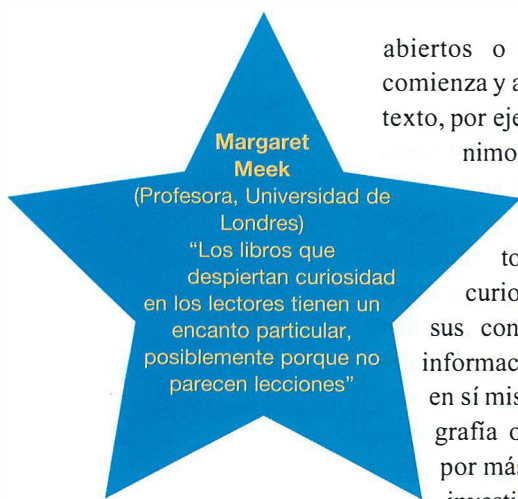 Margaret
Meek
(Profesora, Universidad de
Londres)
“Los libros que
despiertan curiosidad
en los lectores tienen un
encanto particular,
posiblemente porque no
parecen lecciones”
abiertos o
comienza y a
texto, por eje
nimo
to
curio
sus con
informac
en sí mis
grafía o
por más
investi